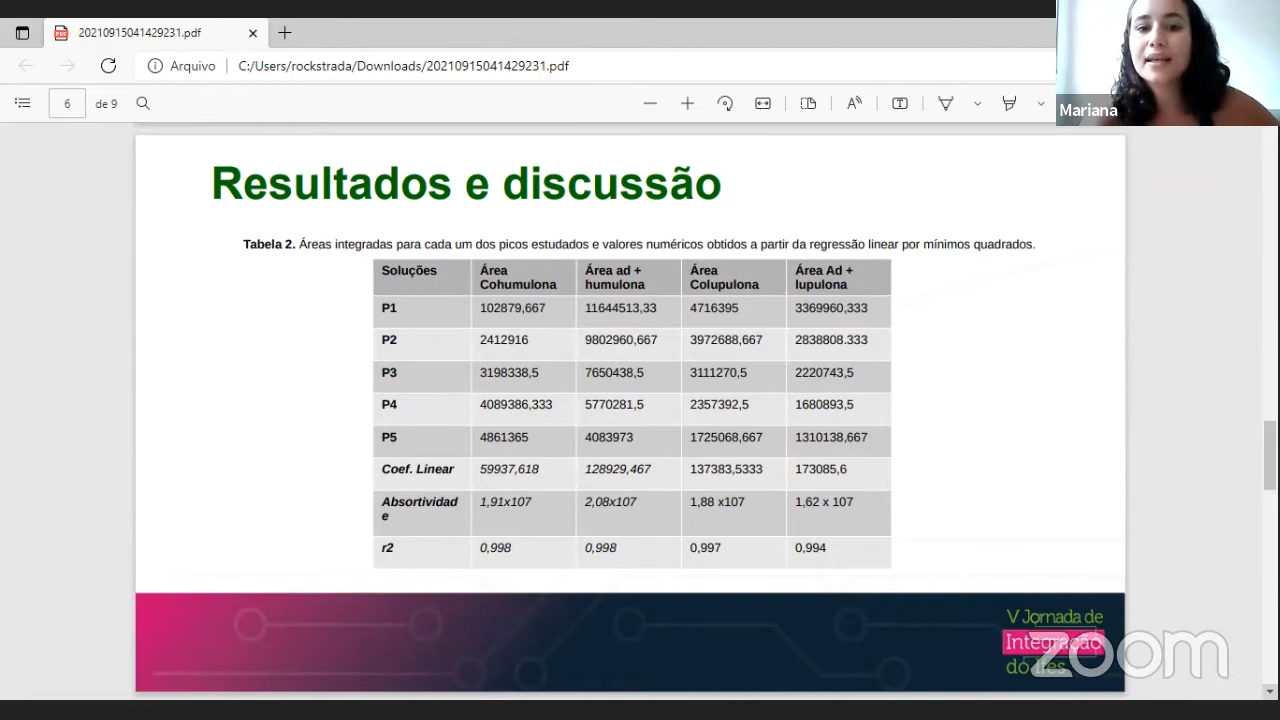 20210915041429231.pdf
Arquivo C:/Users/rockstrada/Downloads/20210915041429231.pdf
6 de 9
Mariana
Resultados e discussão
Tabela 2. Áreas integradas para cada um dos picos estudados e valores numéricos obtidos a partir da regressão linear por mínimos quadrados.
Soluções Área Cohumulona Área ad + humulona Área Colupulona Área Ad + lupulona
P1 102879,667 11644513,33 4716395 3369960,333
P2 2412916 9802960,667 3972688,667 2838808.333
P3 3198338,5 7650438,5 3111270,5 2220743,5
P4 4089386,333 5770281,5 2357392,5 1680893,5
P5 4861365 4083973 1725068,667 1310138,667
Coef. Linear 59937,618 128929,467 137383,5333 173085,6
Absortividad e 1,91x107 2,08x107 1,88 x107 1,62 x 107
r2 0,998 0,998 0,997 0,994
V Jornada de
Integração
do Ifes
zoom